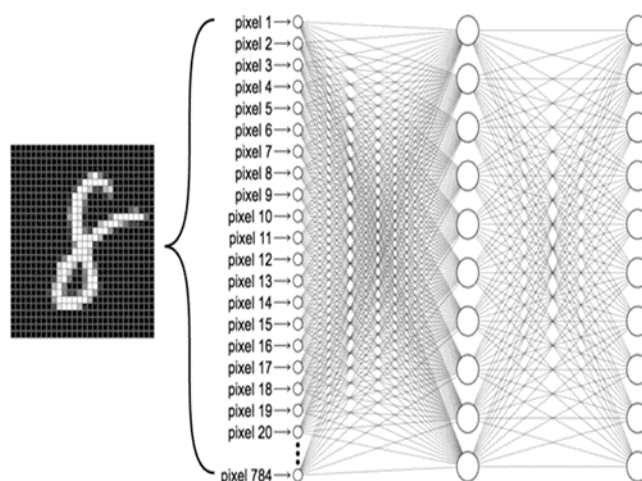 pixel 1
pixel 2
pixel 3
pixel 4
pixel 5
pixel 6
pixel 7
pixel 8
pixel 9
pixel 10
pixel 11
pixel 12
pixel 13
pixel 14
pixel 15
pixel 16
pixel 17
pixel 18
pixel 19
pixel 20
pixel 784